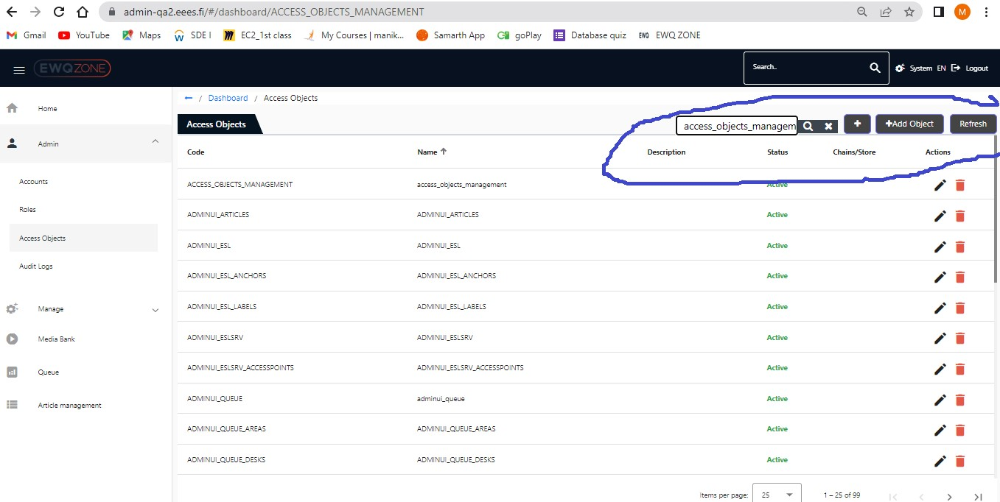 admin-qa2.eees.fi/#/dashboard/ACCESS_OBJECTS_MANAGEMENT
M
Gmail YouTube Maps SDE I EC2_1st class My Courses | manik... Samarth App goPlay Database quiz EWQ EWQ ZONE
EWQZONE Search.. System EN Logout
← / Dashboard / Access Objects
Home
Access Objects access_objects_managem + +Add Object Refresh
Admin
Code Name Description Status Chains/Store Actions
Accounts
ACCESS_OBJECTS_MANAGEMENT access_objects_management Active
Roles
ADMINUI_ARTICLES ADMINUI_ARTICLES Active
Access Objects
ADMINUI_ESL ADMINUI_ESL Active
Audit Logs
ADMINUI_ESL_ANCHORS ADMINUI_ESL_ANCHORS Active
Manage
ADMINUI_ESL_LABELS ADMINUI_ESL_LABELS Active
Media Bank
ADMINUI_ESLSRV ADMINUI_ESLSRV Active
Queue
ADMINUI_ESLSRV_ACCESSPOINTS ADMINUI_ESLSRV_ACCESSPOINTS Active
Article management
ADMINUI_QUEUE adminui_queue Active
ADMINUI_QUEUE_AREAS ADMINUI_QUEUE_AREAS Active
ADMINUI_QUEUE_DESKS ADMINUI_QUEUE_DESKS Active
Items per page: 25 1 – 25 of 99